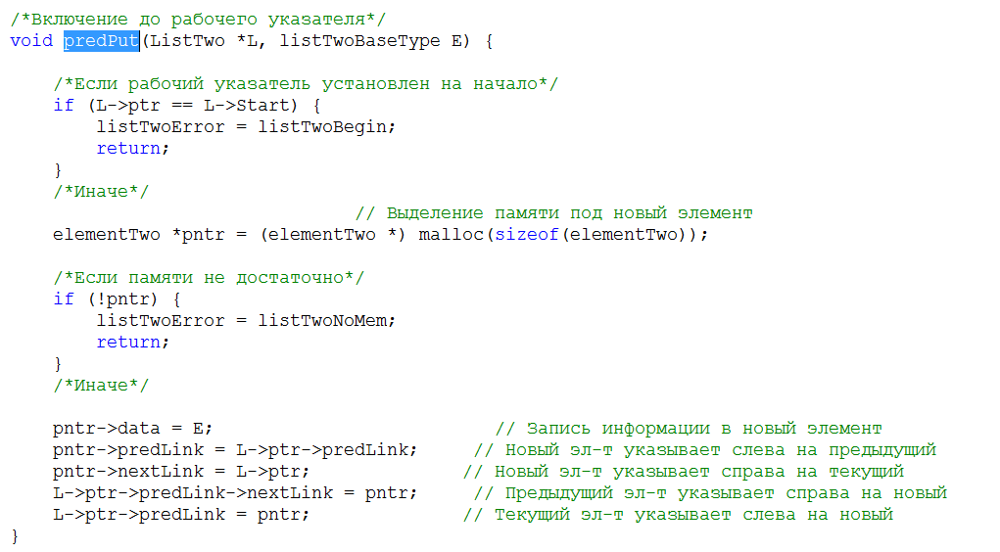 /*Включение до рабочего указателя*/
void predPut(ListTwo *L, listTwoBaseType E) {
/*Если рабочий указатель установлен на начало*/
if (L->ptr == L->Start) {
listTwoError = listTwoBegin;
return;
}
/*Иначе*/
// Выделение памяти под новый элемент
elementTwo *pntr = (elementTwo *) malloc(sizeof(elementTwo));
/*Если памяти не достаточно*/
if (!pntr) {
listTwoError = listTwoNoMem;
return;
}
/*Иначе*/
pntr->data = E; // Запись информации в новый элемент
pntr->predLink = L->ptr->predLink; // Новый эл-т указывает слева на предыдущий
pntr->nextLink = L->ptr; // Новый эл-т указывает справа на текущий
L->ptr->predLink->nextLink = pntr; // Предыдущий эл-т указывает справа на новый
L->ptr->predLink = pntr; // Текущий эл-т указывает слева на новый
}